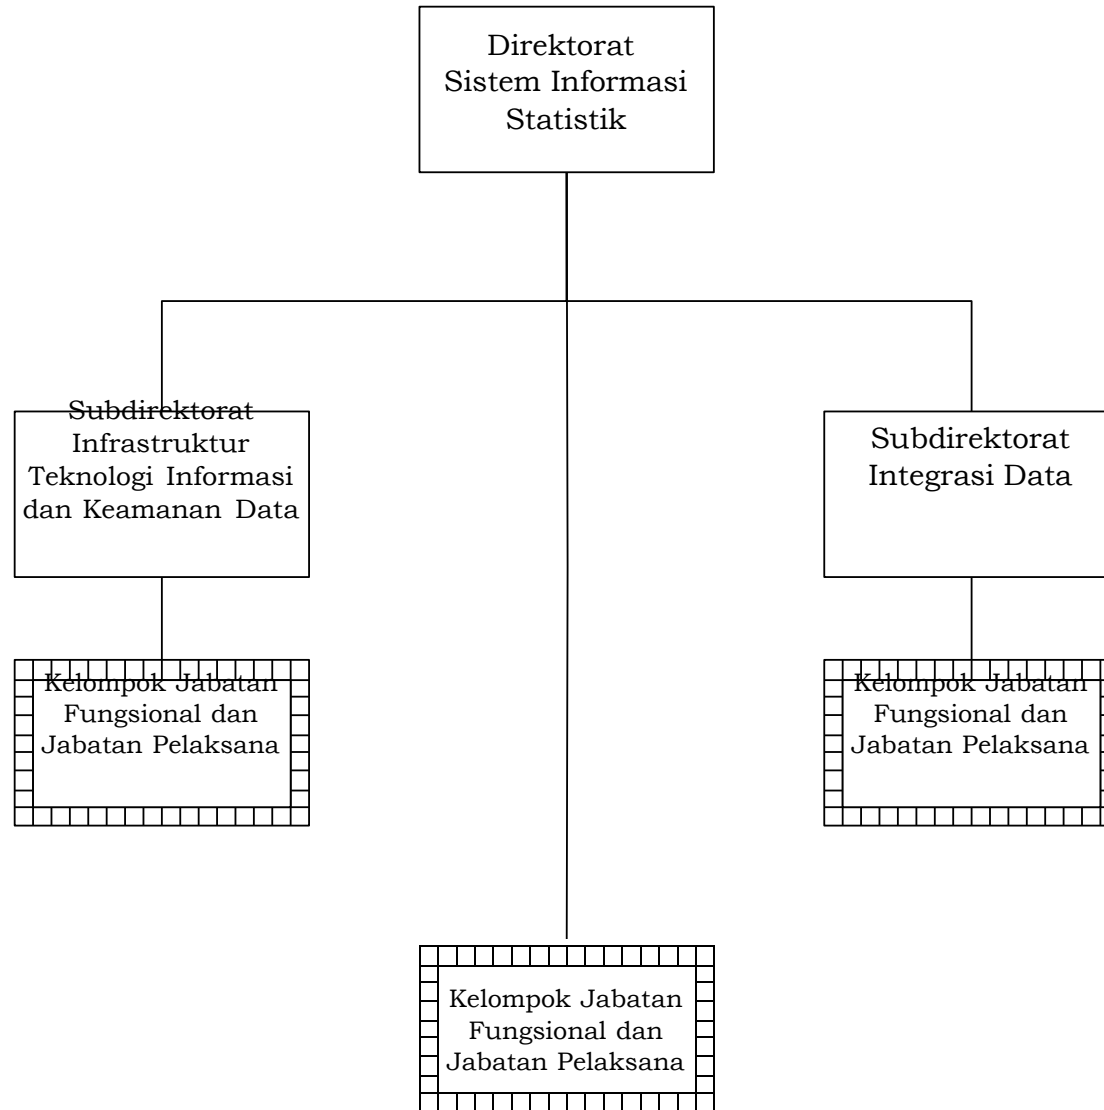 Direktorat
Sistem Informasi
Statistik
Subdirektorat
Infrastruktur
Teknologi Informasi
dan Keamanan Data
Subdirektorat
Integrasi Data
Kelompok Jabatan
Fungsional dan
Jabatan Pelaksana
Kelompok Jabatan
Fungsional dan
Jabatan Pelaksana
Kelompok Jabatan
Fungsional dan
Jabatan Pelaksana